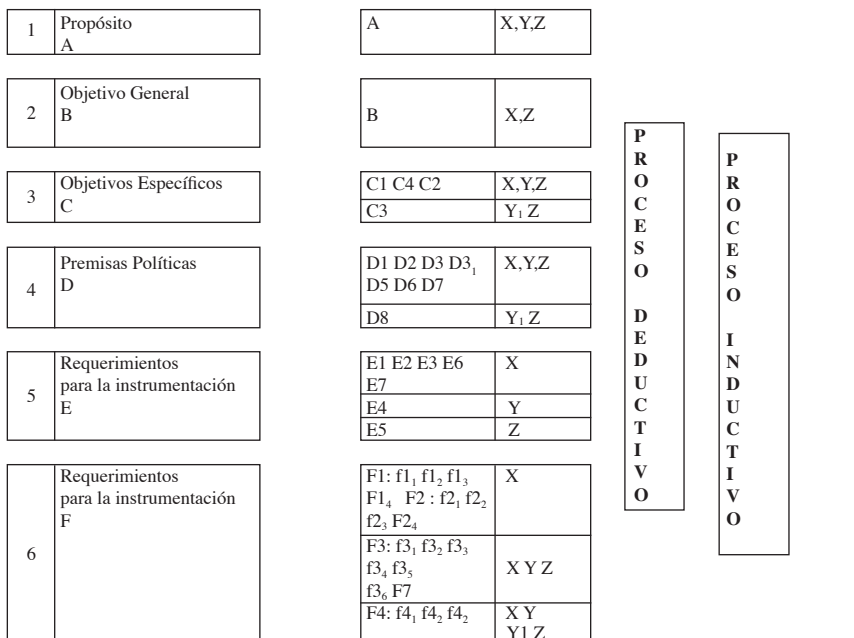 1 Propósito
A
A X,Y,Z
2 Objetivo General
B
B X,Z
3 Objetivos Específicos
C
C1 C4 C2 X,Y,Z
C3 Y₁ Z
4 Premisas Políticas
D
D1 D2 D3 D3₁ X,Y,Z
D5 D6 D7
D8 Y₁ Z
5 Requerimientos
para la instrumentación
E
E1 E2 E3 E6 X
E7
E4 Y
E5 Z
6 Requerimientos
para la instrumentación
F
F1: f1₁ f1₂ f1₃ X
F1₄ F2 : f2₁ f2₂
f2₃ F2₄
F3: f3₁ f3₂ f3₃
f3₄ f3₅ X Y Z
f3₆ F7
F4: f4₁ f4₂ f4₂ X Y
Y1 Z
PROCESO DEDUCTIVO
PROCESO INDUCTIVO